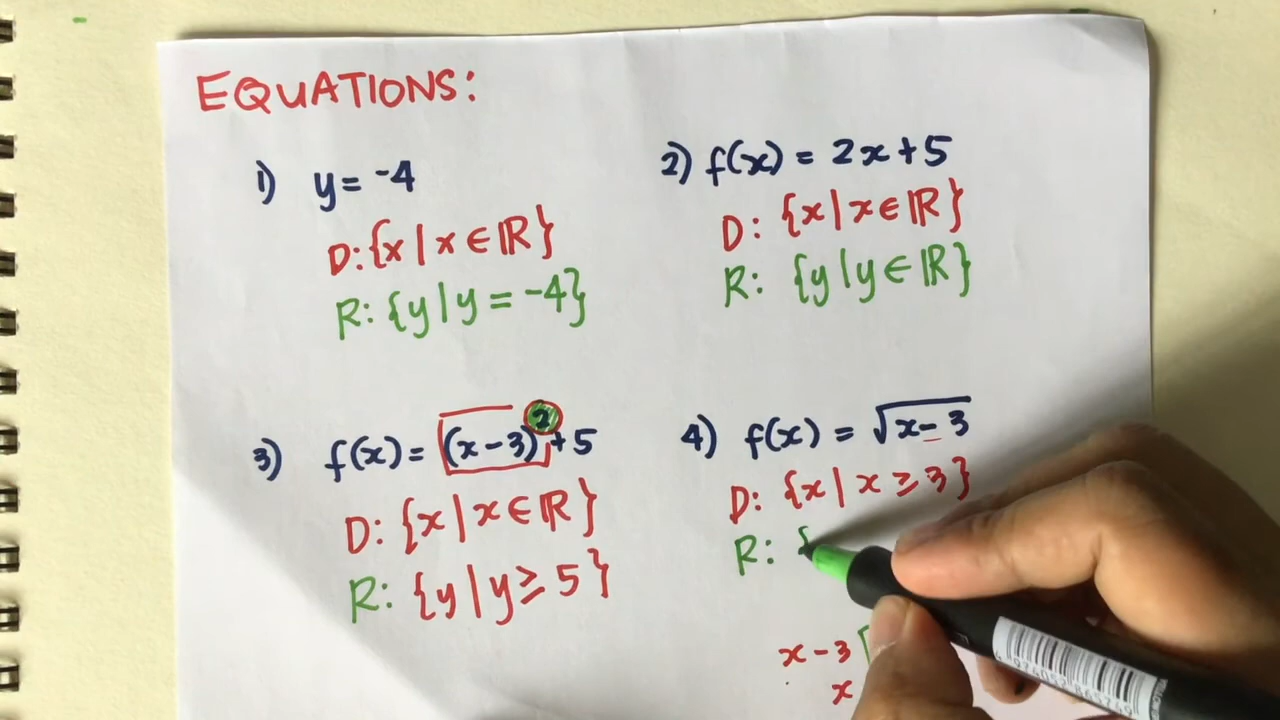 EQUATIONS:
1) y = -4
D: {x | x ∈ ℝ}
R: {y | y = -4}
2) f(x) = 2x + 5
D: {x | x ∈ ℝ}
R: {y | y ∈ ℝ}
3) f(x) = (x - 3)² + 5
D: {x | x ∈ ℝ}
R: {y | y ≥ 5}
4) f(x) = √x - 3
D: {x | x ≥ 3}
R: {
x - 3
x